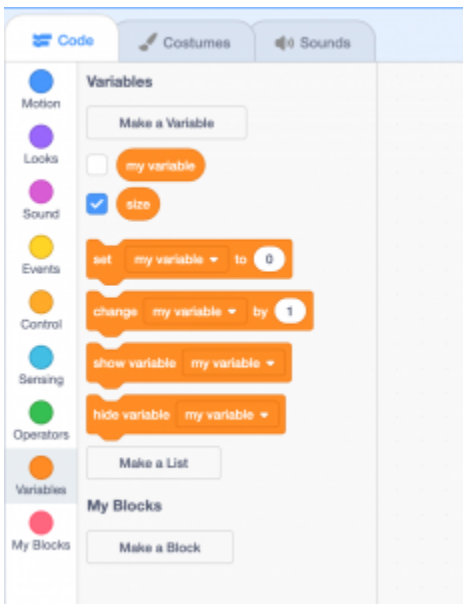 Code Costumes Sounds
Motion
Looks
Sound
Events
Control
Sensing
Operators
Variables
My Blocks
Variables
Make a Variable
my variable
size
set my variable to 0
change my variable by 1
show variable my variable
hide variable my variable
Make a List
My Blocks
Make a Block